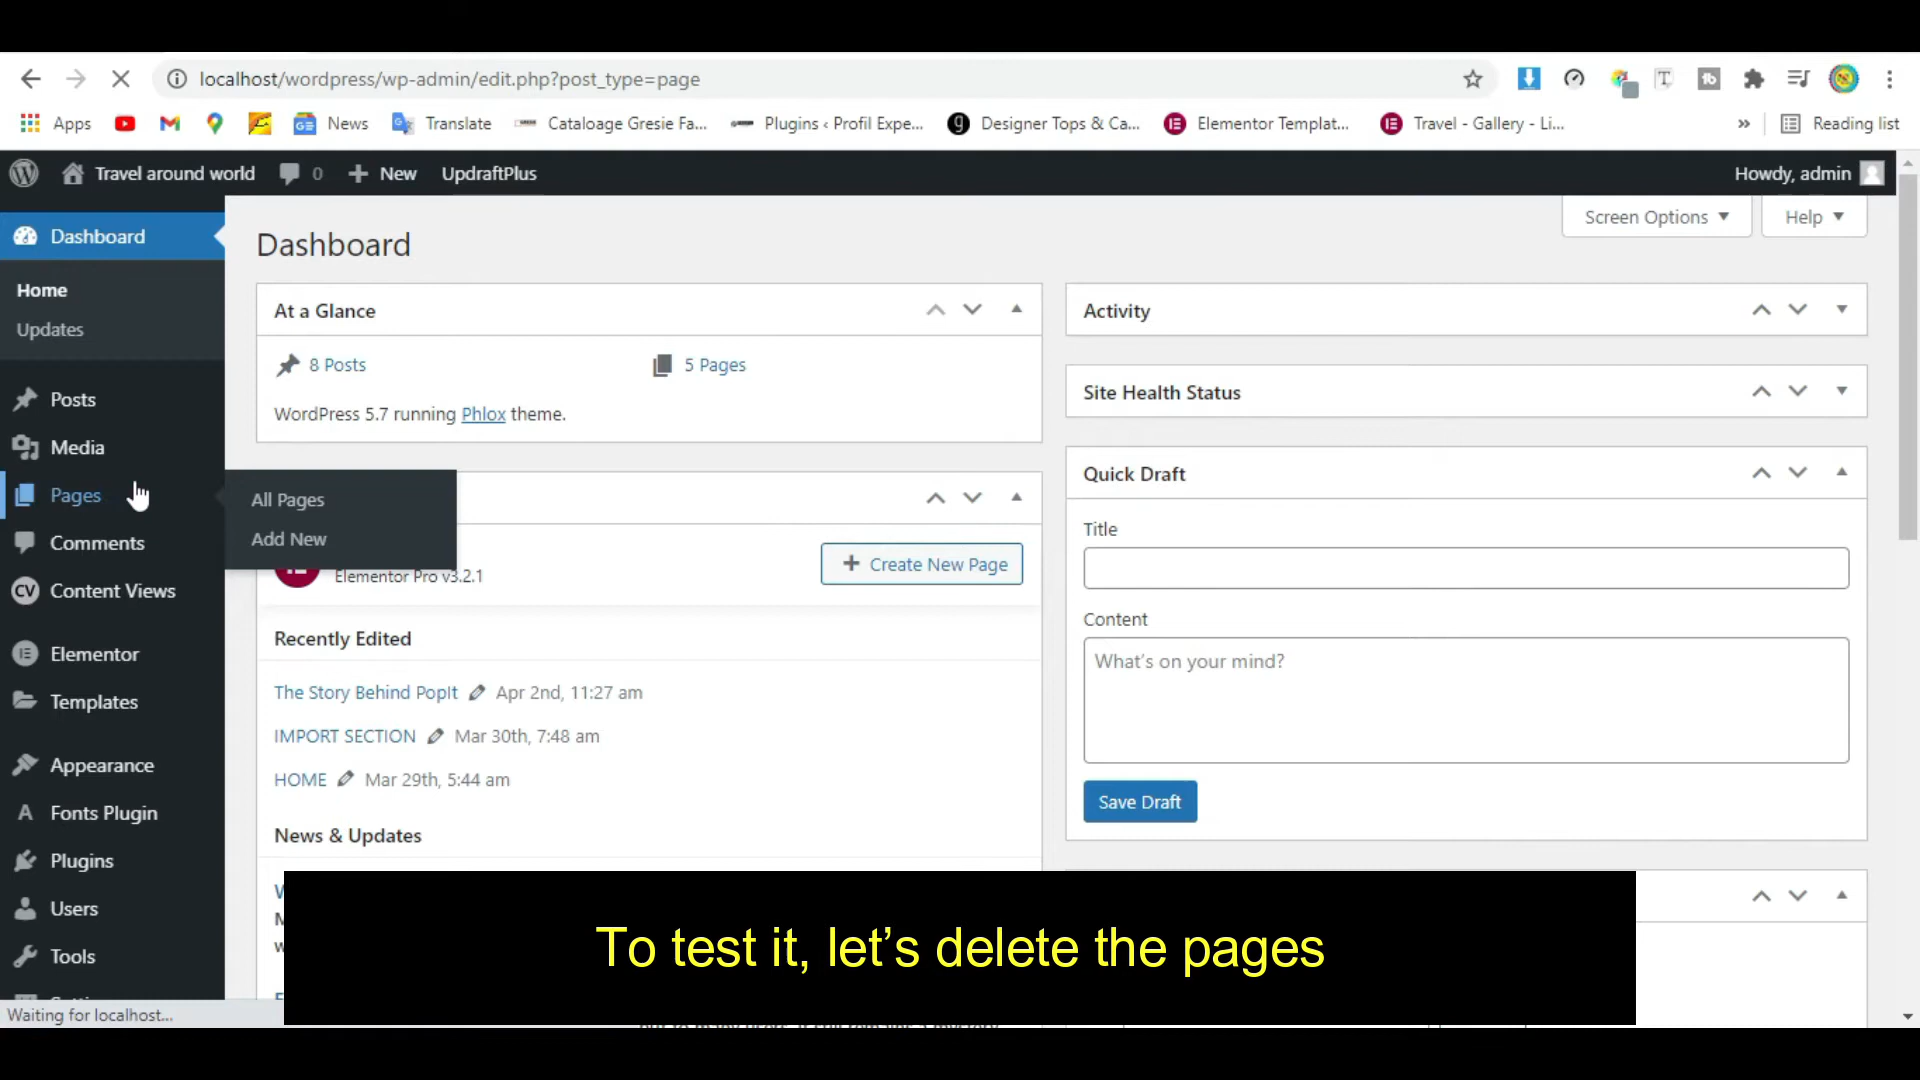 localhost/wordpress/wp-admin/edit.php?post_type=page
Apps
News
Translate
Cataloage Gresie Fa...
Plugins ‹ Profil Expe...
Designer Tops & Ca...
Elementor Templat...
Travel - Gallery - Li...
»
Reading list
Travel around world
0
New
UpdraftPlus
Howdy, admin
Screen Options
Help
Dashboard
Home
Updates
Posts
Media
Pages
All Pages
Add New
Comments
CV
Content Views
Elementor
Templates
Appearance
A
Fonts Plugin
Plugins
Users
Tools
Dashboard
At a Glance
8 Posts
5 Pages
WordPress 5.7 running Phlox theme.
Elementor Pro v3.2.1
Create New Page
Recently Edited
The Story Behind PopIt
Apr 2nd, 11:27 am
IMPORT SECTION
Mar 30th, 7:48 am
HOME
Mar 29th, 5:44 am
News & Updates
Activity
Site Health Status
Quick Draft
Title
Content
What's on your mind?
Save Draft
To test it, let’s delete the pages
Waiting for localhost...